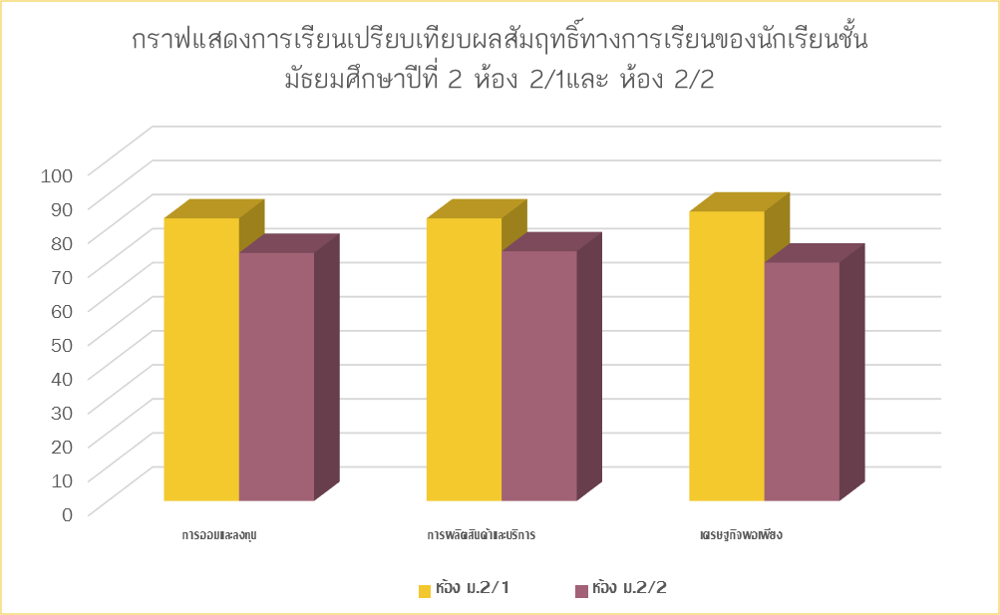 กราฟแสดงการเรียนเปรียบเทียบผลสัมฤทธิ์ทางการเรียนของนักเรียนชั้น
มัธยมศึกษาปีที่ 2 ห้อง 2/1และ ห้อง 2/2
100
90
80
70
60
50
40
30
20
10
0
การออมและลงทุน
การผลิตสินค้าและบริการ
เศรษฐกิจพอเพียง
ห้อง ม.2/1
ห้อง ม.2/2